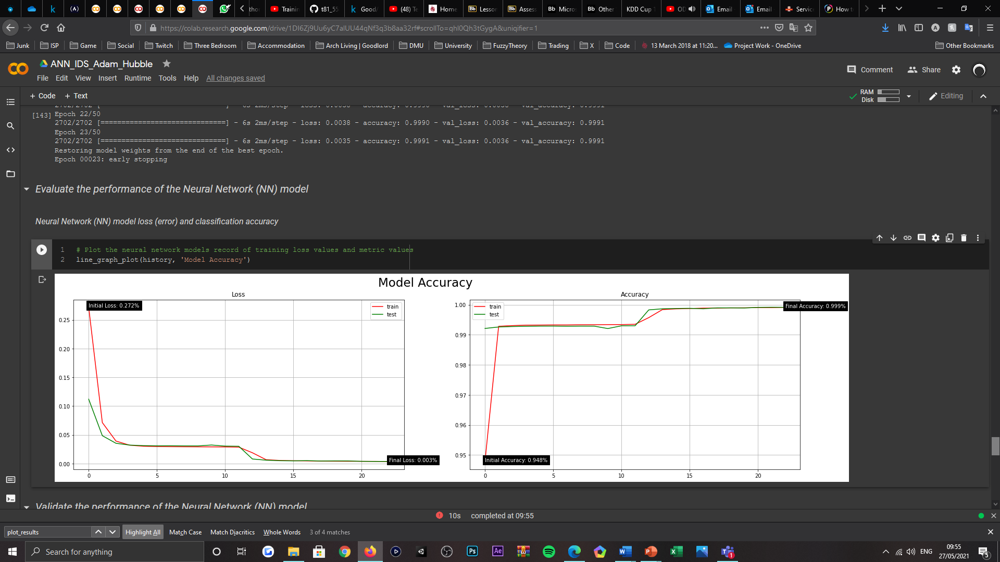 thor
Trainin
t81_55
Good/
(48) Te
Home
Bb Lesson
Bb Assess
Bb Micros
Bb Other
KDD Cup 1
OD
Email
Email
Servic
How t
https://colab.research.google.com/drive/1DI6Zj9Uu6yC7alUU44qNf3q3b8aa32rf#scrollTo=qhl0Qh3tGygA&uniqifier=1
Junk
ISP
Game
Social
Twitch
Three Bedroom
Accommodation
Arch Living | Goodlord
DMU
University
FuzzyTheory
Trading
X
Code
13 March 2018 at 11:20...
Project Work - OneDrive
Other Bookmarks
ANN_IDS_Adam_Hubble
File Edit View Insert Runtime Tools Help All changes saved
Comment
Share
+ Code + Text
RAM
Disk
Editing
[143]
Epoch 22/50
2702/2702 [==============================] - 6s 2ms/step - loss: 0.0038 - accuracy: 0.9990 - val_loss: 0.0036 - val_accuracy: 0.9991
Epoch 23/50
2702/2702 [==============================] - 6s 2ms/step - loss: 0.0035 - accuracy: 0.9991 - val_loss: 0.0036 - val_accuracy: 0.9991
Restoring model weights from the end of the best epoch.
Epoch 00023: early stopping
Evaluate the performance of the Neural Network (NN) model
Neural Network (NN) model loss (error) and classification accuracy
1 # Plot the neural network models record of training loss values and metric values
2 line_graph_plot(history, 'Model Accuracy')
Model Accuracy
Loss
Initial Loss: 0.272%
train
test
0.25
0.20
0.15
0.10
0.05
0.00
Final Loss: 0.003%
0 5 10 15 20
Accuracy
train
test
Final Accuracy: 0.999%
1.00
0.99
0.98
0.97
0.96
0.95
Initial Accuracy: 0.948%
0 5 10 15 20
Validate the performance of the Neural Network (NN) model
10s completed at 09:55
plot_results
Highlight All
Match Case
Match Diacritics
Whole Words
3 of 4 matches
Search for anything
Ps
Ae
ENG
09:55
27/05/2021
5
1